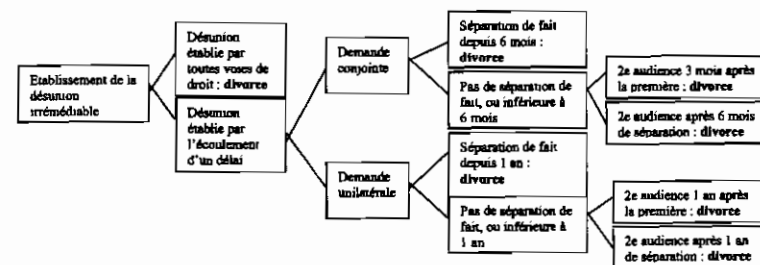 Etablissement de la
désunion
irrémédiable
Désunion
établie par
toutes voies de
droit : divorce
Désunion
établie par
l'écoulement
d'un délai
Demande
conjointe
Demande
unilatérale
Séparation de fait
depuis 6 mois :
divorce
Pas de séparation de
fait, ou inférieure à
6 mois
Séparation de fait
depuis 1 an :
divorce
Pas de séparation de
fait, ou inférieure à
1 an
2e audience 3 mois après
la première : divorce
2e audience après 6 mois
de séparation : divorce
2e audience 1 an après
la première : divorce
2e audience après 1 an
de séparation : divorce